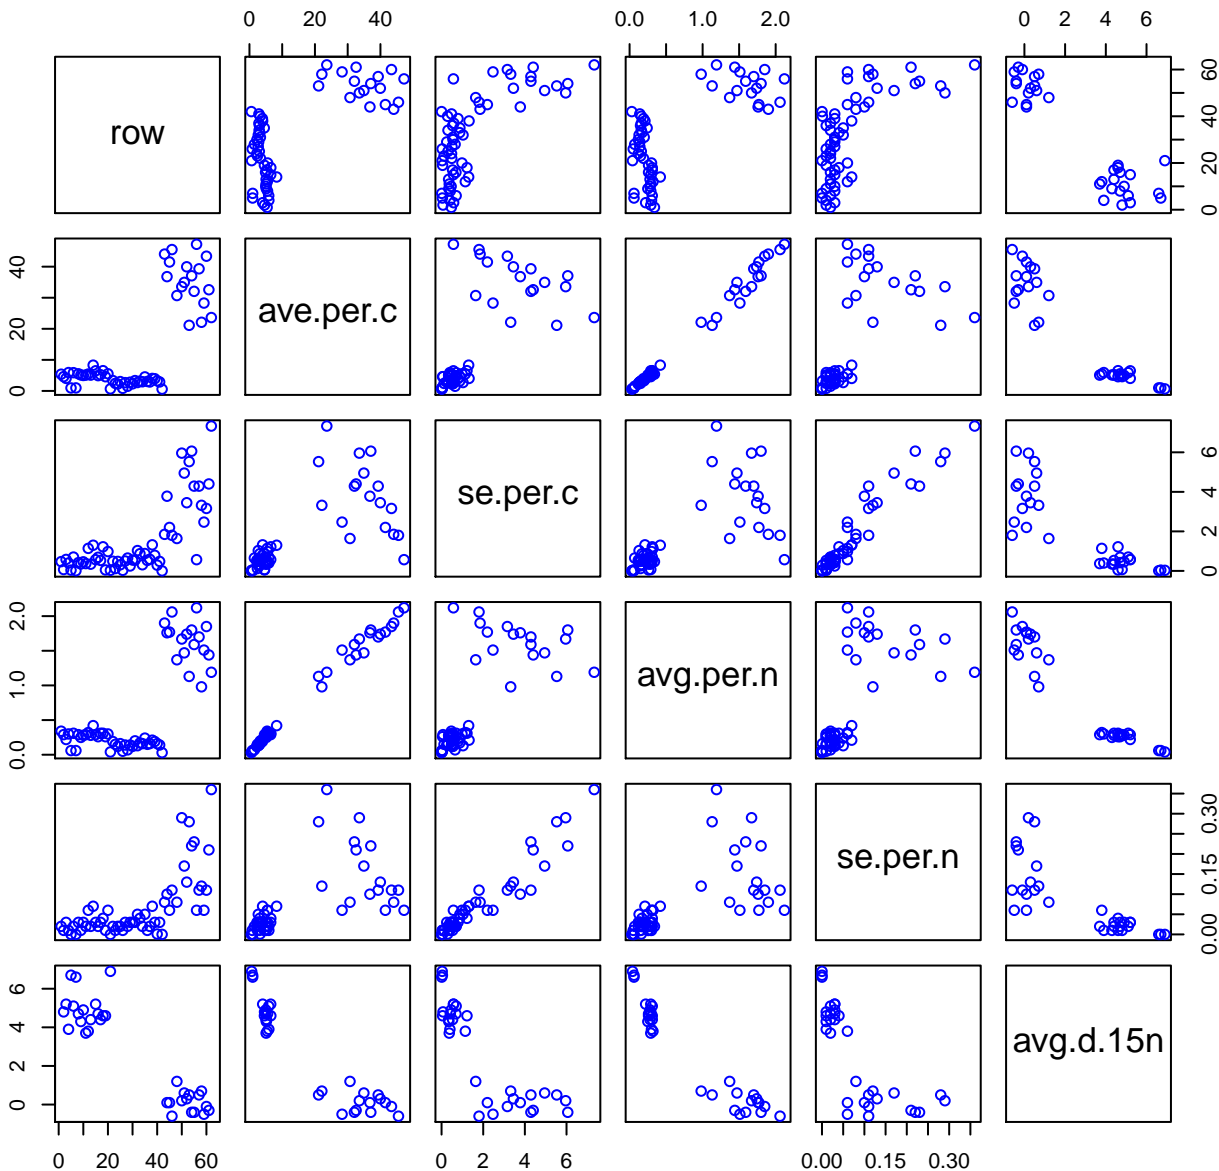 0 20 40 0.0 1.0 2.0 0 2 4 6
row 0 20 40 60
0 20 40 ave.per.c
se.per.c 0 2 4 6
0.0 1.0 2.0 avg.per.n
se.per.n 0.00 0.15 0.30
0 2 4 6 avg.d.15n
0 20 40 60 0 2 4 6 0.00 0.15 0.30